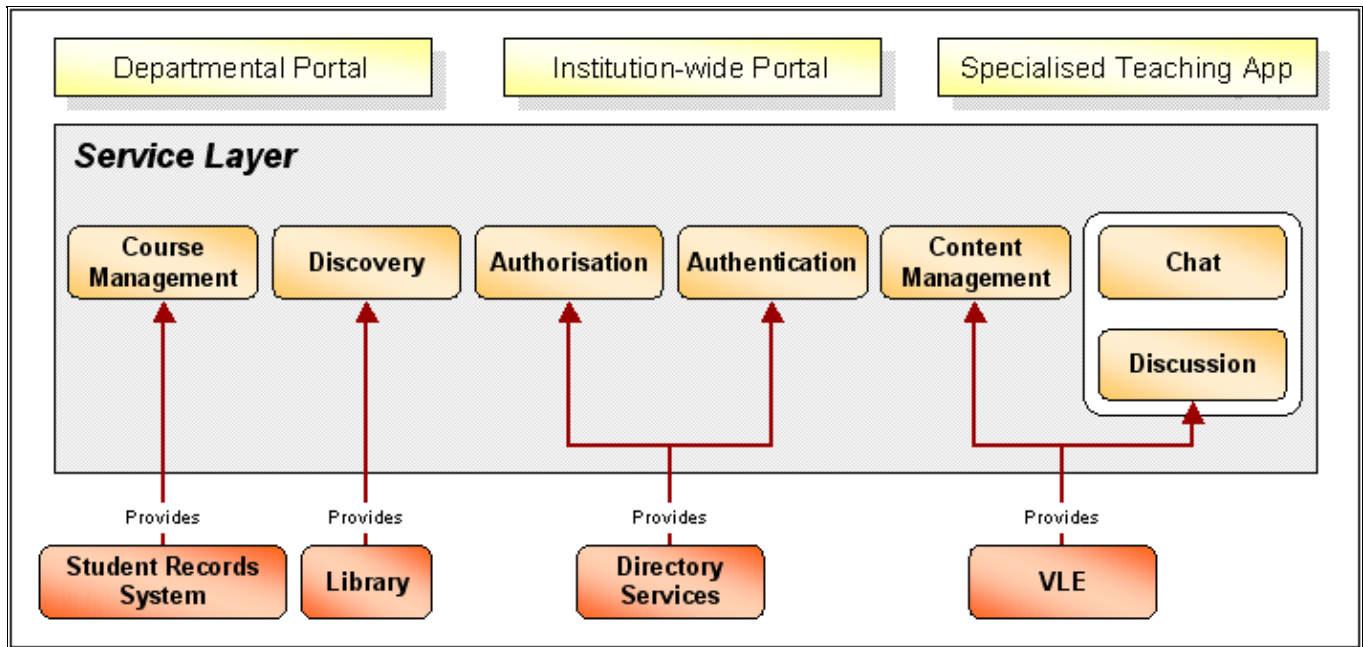 Departmental Portal
Institution-wide Portal
Specialised Teaching App
Service Layer
Course
Management
Discovery
Authorisation
Authentication
Content
Management
Chat
Discussion
Provides
Provides
Provides
Provides
Student Records
System
Library
Directory
Services
VLE